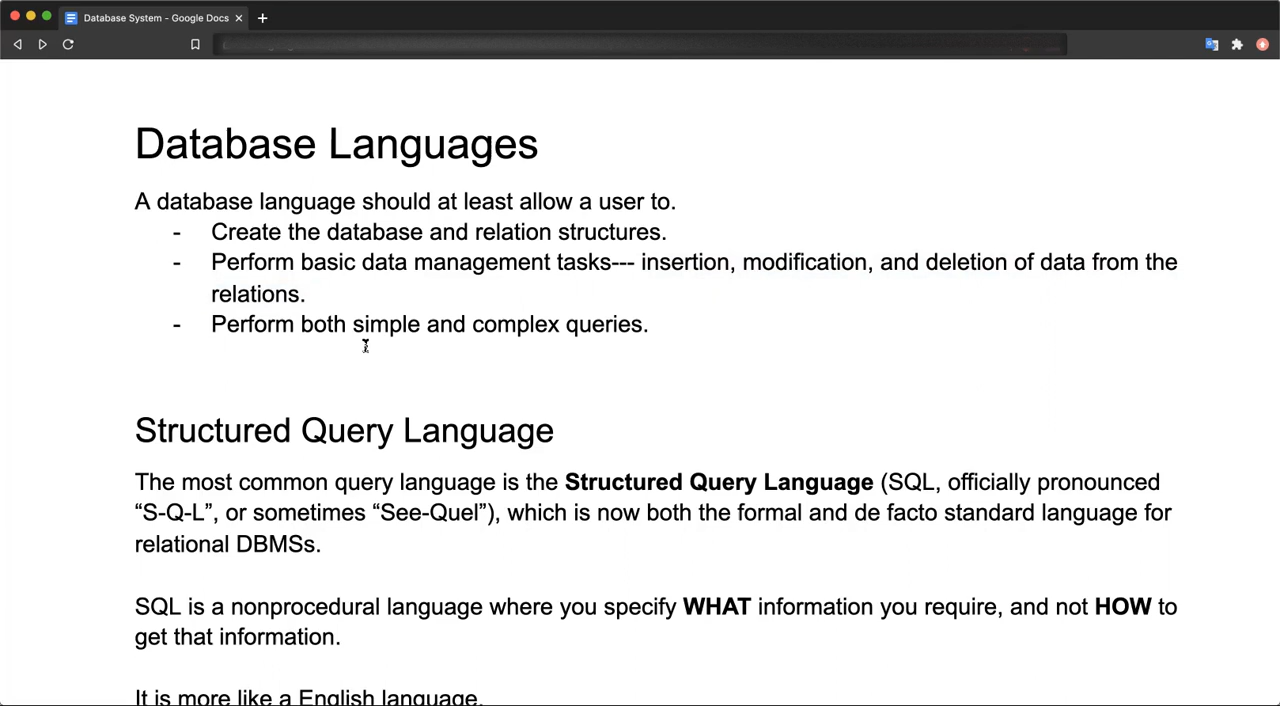 Database System - Google Docs
Database Languages
A database language should at least allow a user to.
- Create the database and relation structures.
- Perform basic data management tasks--- insertion, modification, and deletion of data from the
relations.
- Perform both simple and complex queries.
Structured Query Language
The most common query language is the Structured Query Language (SQL, officially pronounced
“S-Q-L”, or sometimes “See-Quel”), which is now both the formal and de facto standard language for
relational DBMSs.
SQL is a nonprocedural language where you specify WHAT information you require, and not HOW to
get that information.
It is more like a English language.